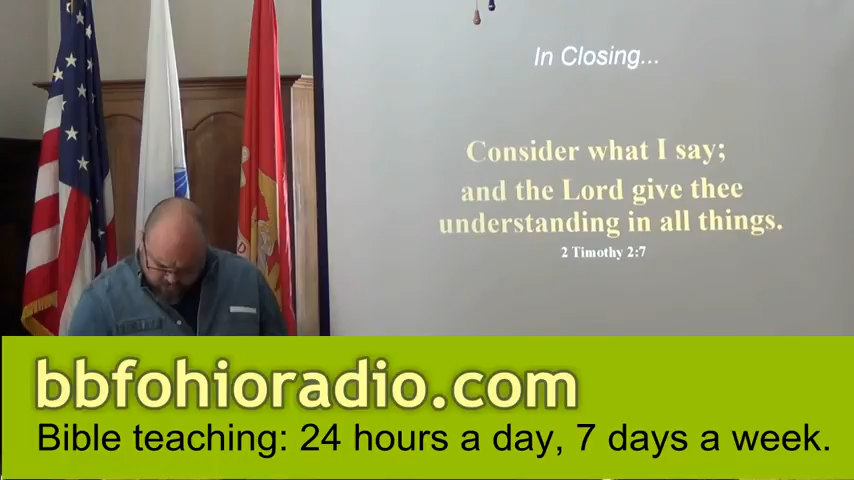 In Closing...
Consider what I say;
and the Lord give thee
understanding in all things.
2 Timothy 2:7
bbfohioradio.com
Bible teaching: 24 hours a day, 7 days a week.